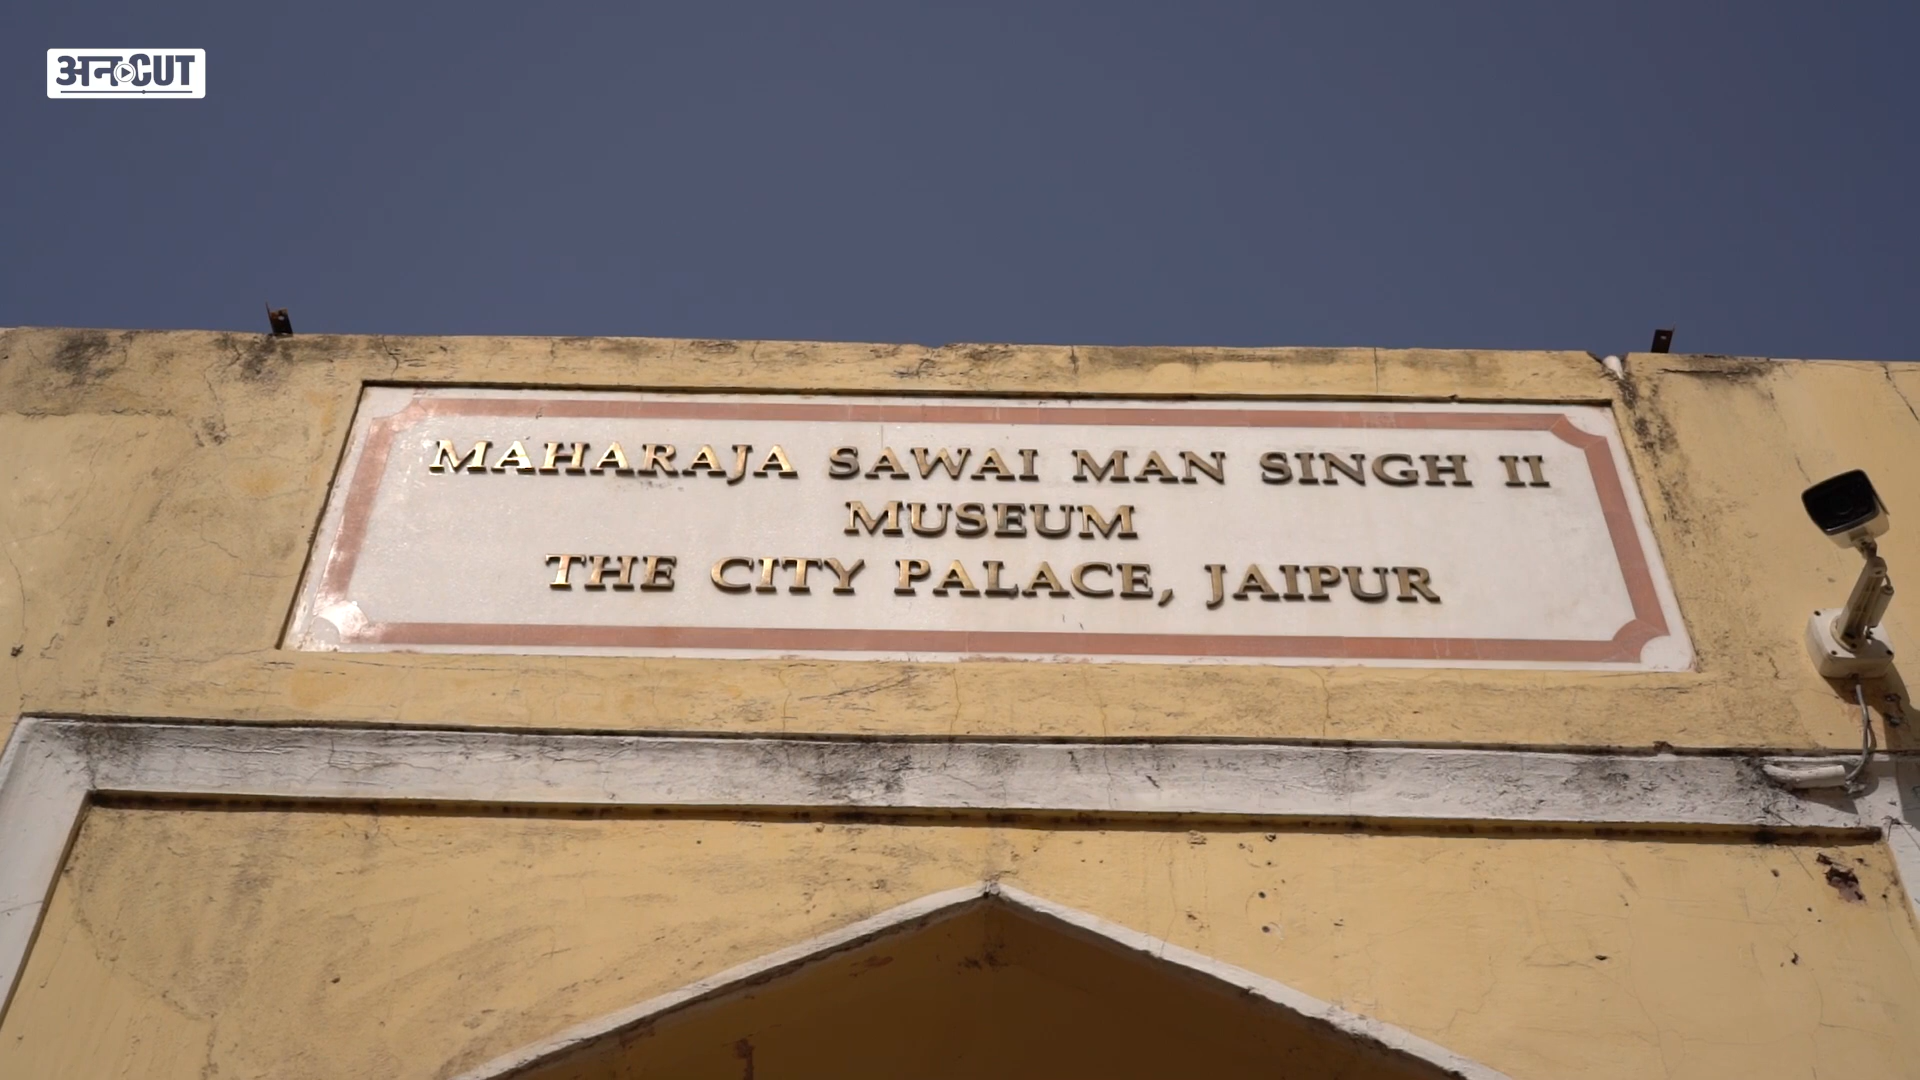 अनCUT
MAHARAJA SAWAI MAN SINGH II
MUSEUM
THE CITY PALACE, JAIPUR